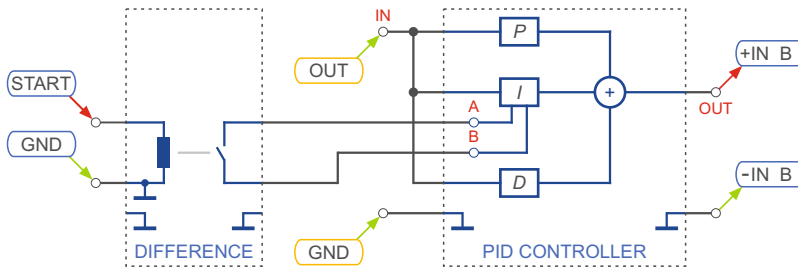 IN
P
+IN B
OUT
START
A
I
+
OUT
B
GND
D
-IN B
DIFFERENCE
GND
PID CONTROLLER